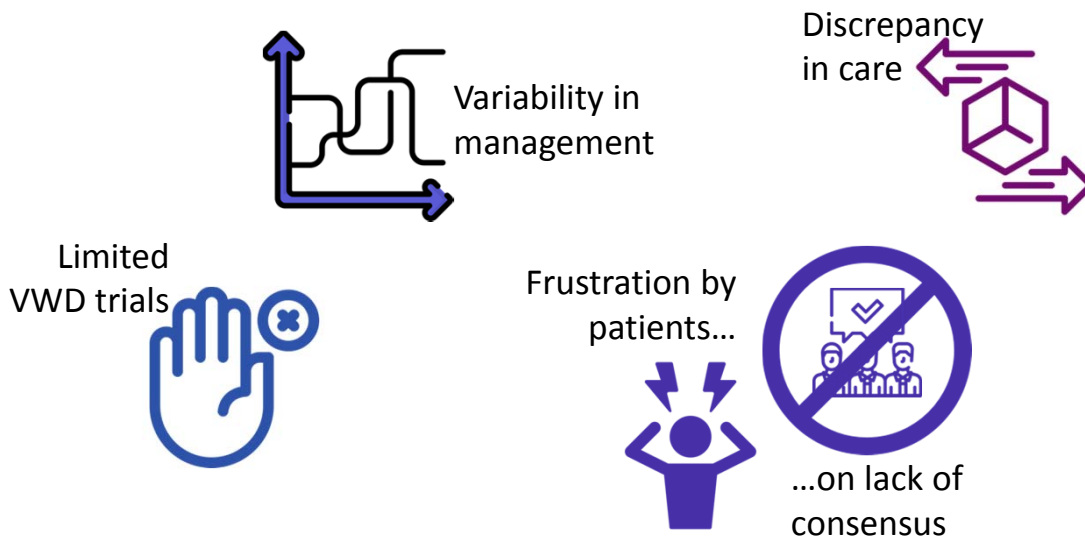 Variability in
management
Discrepancy
in care
Limited
VWD trials
Frustration by
patients…
…on lack of
consensus